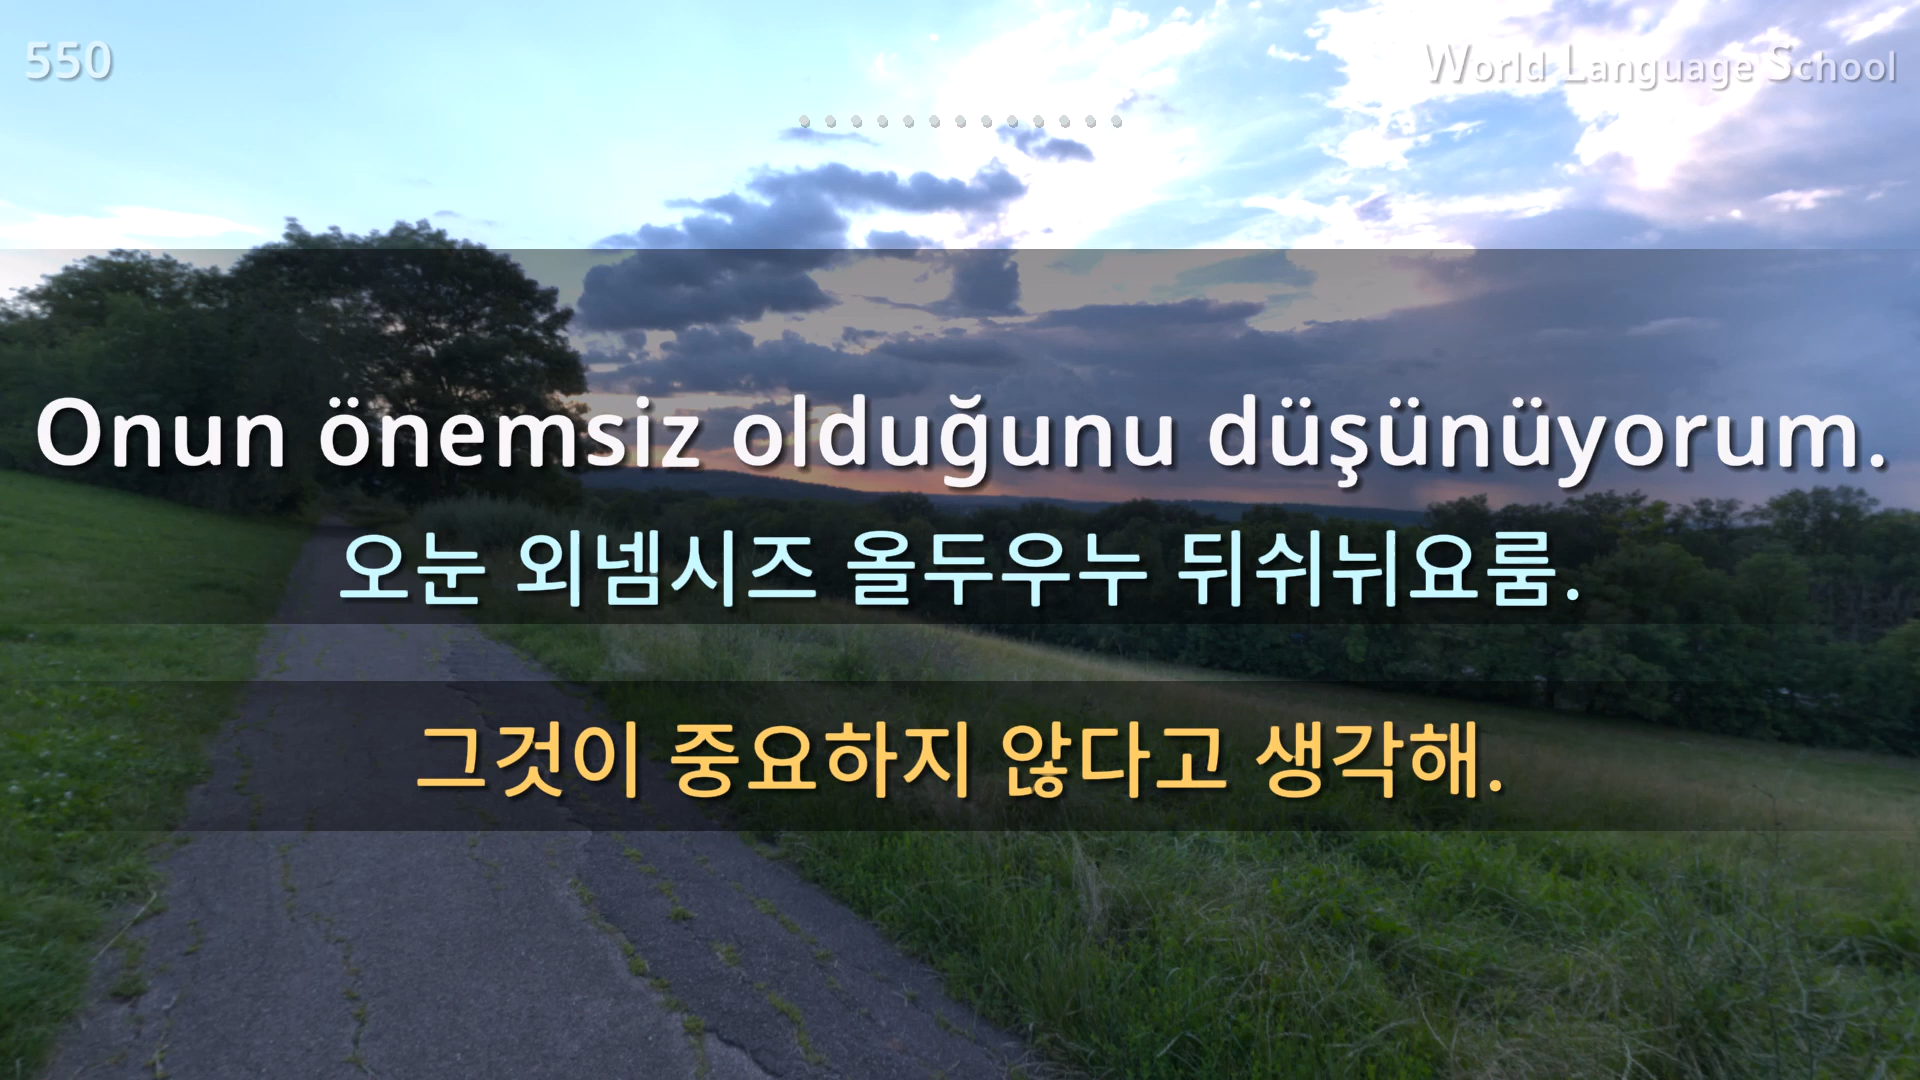 550
World Language School
Onun önemsiz olduğunu düşünüyorum.
오눈 외넴시즈 올두우누 뒤쉬뉘요룸.
그것이 중요하지 않다고 생각해.